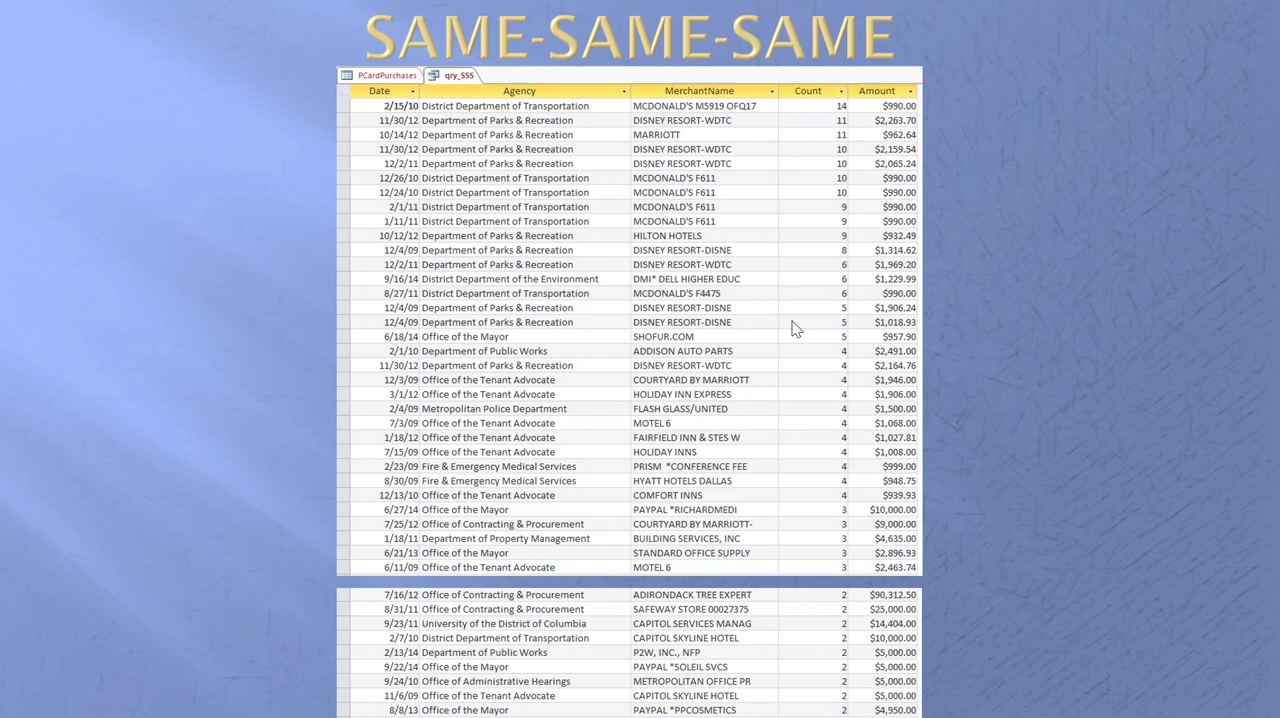 SAME-SAME-SAME
PCardPurchases qry_SSS
Date Agency MerchantName Count Amount
2/15/10 District Department of Transportation MCDONALD'S M5919 OFQ17 14 $990.00
11/30/12 Department of Parks & Recreation DISNEY RESORT-WDTC 11 $2,263.70
10/14/12 Department of Parks & Recreation MARRIOTT 11 $962.64
11/30/12 Department of Parks & Recreation DISNEY RESORT-WDTC 10 $2,159.54
12/2/11 Department of Parks & Recreation DISNEY RESORT-WDTC 10 $2,065.24
12/26/10 District Department of Transportation MCDONALD'S F611 10 $990.00
12/24/10 District Department of Transportation MCDONALD'S F611 10 $990.00
2/1/11 District Department of Transportation MCDONALD'S F611 9 $990.00
1/11/11 District Department of Transportation MCDONALD'S F611 9 $990.00
10/12/12 Department of Parks & Recreation HILTON HOTELS 9 $932.49
12/4/09 Department of Parks & Recreation DISNEY RESORT-DISNE 8 $1,314.62
12/2/11 Department of Parks & Recreation DISNEY RESORT-WDTC 6 $1,969.20
9/16/14 District Department of the Environment DMI* DELL HIGHER EDUC 6 $1,229.99
8/27/11 District Department of Transportation MCDONALD'S F4475 6 $990.00
12/4/09 Department of Parks & Recreation DISNEY RESORT-DISNE 5 $1,906.24
12/4/09 Department of Parks & Recreation DISNEY RESORT-DISNE 5 $1,018.93
6/18/14 Office of the Mayor SHOFUR.COM 5 $957.90
2/1/10 Department of Public Works ADDISON AUTO PARTS 4 $2,491.00
11/30/12 Department of Parks & Recreation DISNEY RESORT-WDTC 4 $2,164.76
12/3/09 Office of the Tenant Advocate COURTYARD BY MARRIOTT 4 $1,946.00
3/1/12 Office of the Tenant Advocate HOLIDAY INN EXPRESS 4 $1,906.00
2/4/09 Metropolitan Police Department FLASH GLASS/UNITED 4 $1,500.00
7/3/09 Office of the Tenant Advocate MOTEL 6 4 $1,068.00
1/18/12 Office of the Tenant Advocate FAIRFIELD INN & STES W 4 $1,027.81
7/15/09 Office of the Tenant Advocate HOLIDAY INNS 4 $1,008.00
2/23/09 Fire & Emergency Medical Services PRISM *CONFERENCE FEE 4 $999.00
8/30/09 Fire & Emergency Medical Services HYATT HOTELS DALLAS 4 $948.75
12/13/10 Office of the Tenant Advocate COMFORT INNS 4 $939.93
6/27/14 Office of the Mayor PAYPAL *RICHARDMEDI 3 $10,000.00
7/25/12 Office of Contracting & Procurement COURTYARD BY MARRIOTT- 3 $9,000.00
1/18/11 Department of Property Management BUILDING SERVICES, INC 3 $4,635.00
6/21/13 Office of the Mayor STANDARD OFFICE SUPPLY 3 $2,896.93
6/11/09 Office of the Tenant Advocate MOTEL 6 3 $2,463.74
7/16/12 Office of Contracting & Procurement ADIRONDACK TREE EXPERT 2 $90,312.50
8/31/11 Office of Contracting & Procurement SAFEWAY STORE 00027375 2 $25,000.00
9/23/11 University of the District of Columbia CAPITOL SERVICES MANAG 2 $14,404.00
2/7/10 District Department of Transportation CAPITOL SKYLINE HOTEL 2 $10,000.00
2/13/14 Department of Public Works P2W, INC., NFP 2 $5,000.00
9/22/14 Office of the Mayor PAYPAL *SOLEIL SVCS 2 $5,000.00
9/24/10 Office of Administrative Hearings METROPOLITAN OFFICE PR 2 $5,000.00
11/6/09 Office of the Tenant Advocate CAPITOL SKYLINE HOTEL 2 $5,000.00
8/8/13 Office of the Mayor PAYPAL *PPCOSMETICS 2 $4,950.00